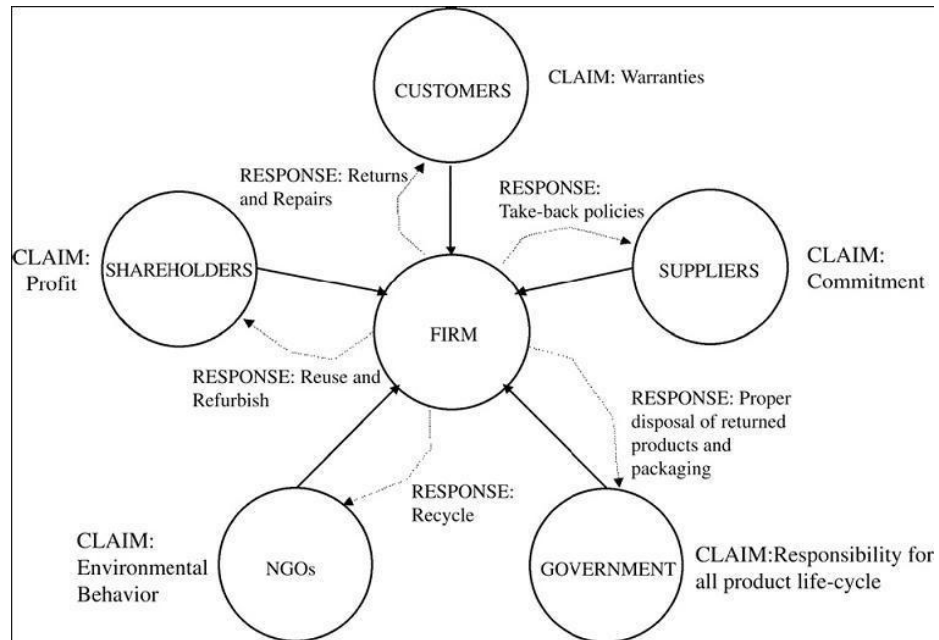 CUSTOMERS
CLAIM: Warranties
RESPONSE: Returns
and Repairs
RESPONSE:
Take-back policies
CLAIM:
Profit
SHAREHOLDERS
SUPPLIERS
CLAIM:
Commitment
FIRM
RESPONSE: Reuse and
Refurbish
RESPONSE: Proper
disposal of returned
products and
packaging
RESPONSE:
Recycle
CLAIM:
Environmental
Behavior
NGOs
GOVERNMENT
CLAIM:Responsibility for
all product life-cycle